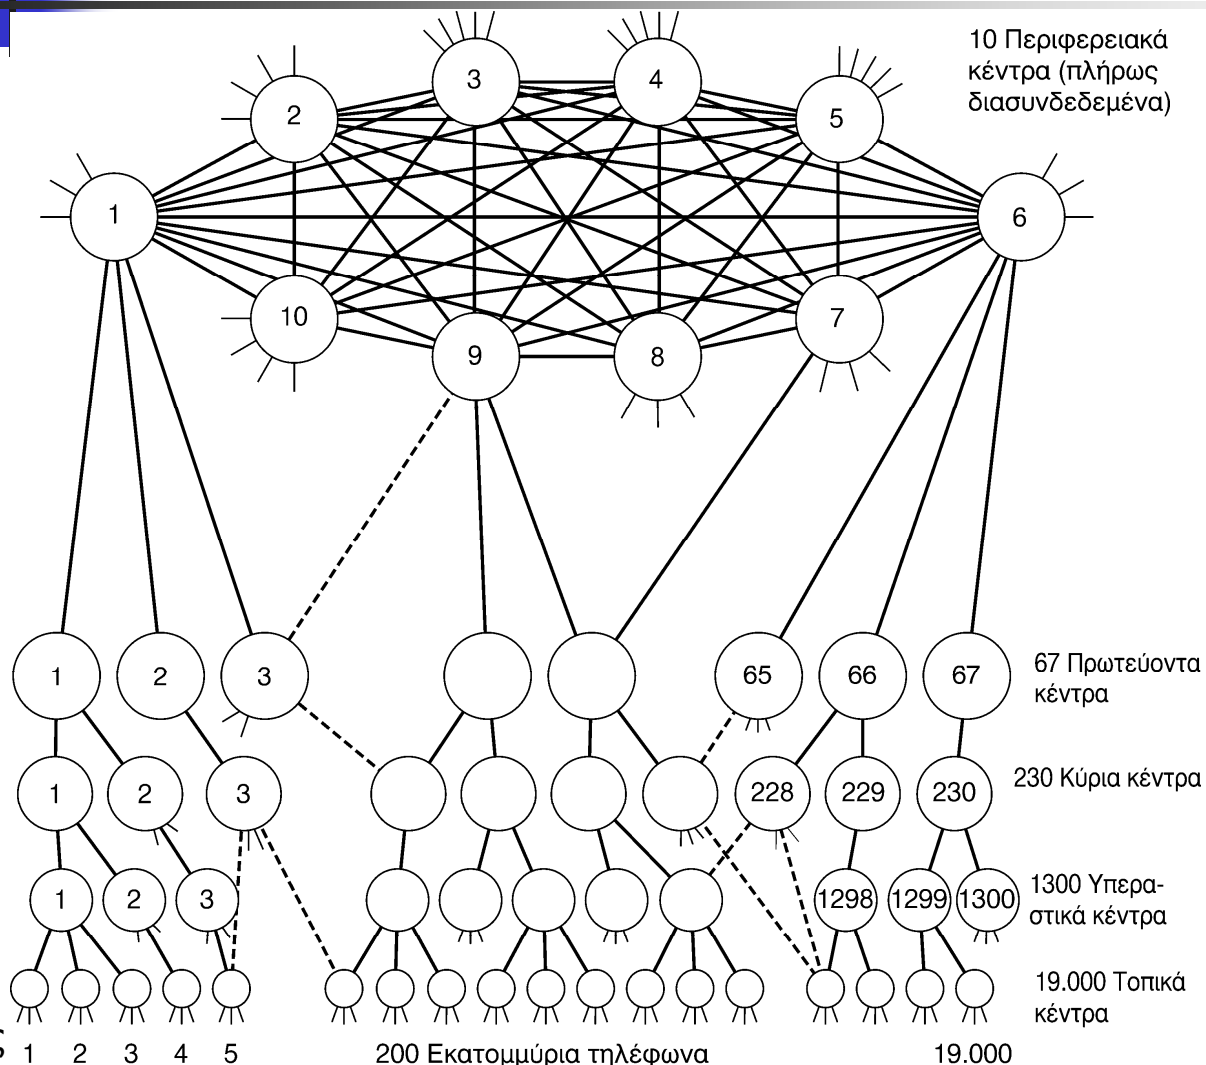 10 Περιφερειακά
κέντρα (πλήρως
διασυνδεδεμένα)
3
4
2
5
1
6
10
7
9
8
1
2
3
65
66
67
67 Πρωτεύοντα
κέντρα
1
2
3
228
229
230
230 Κύρια κέντρα
1
2
3
1298
1299
1300
1300 Υπερα-
στικά κέντρα
19.000 Τοπικά
κέντρα
ς 1 2 3 4 5 200 Εκατομμύρια τηλέφωνα 19.000